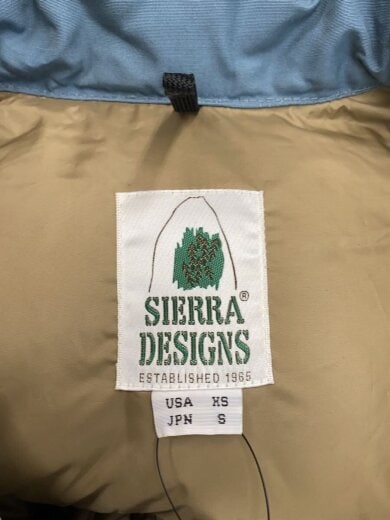 ®
SIERRA
DESIGNS
ESTABLISHED 1965
USA XS
JPN S